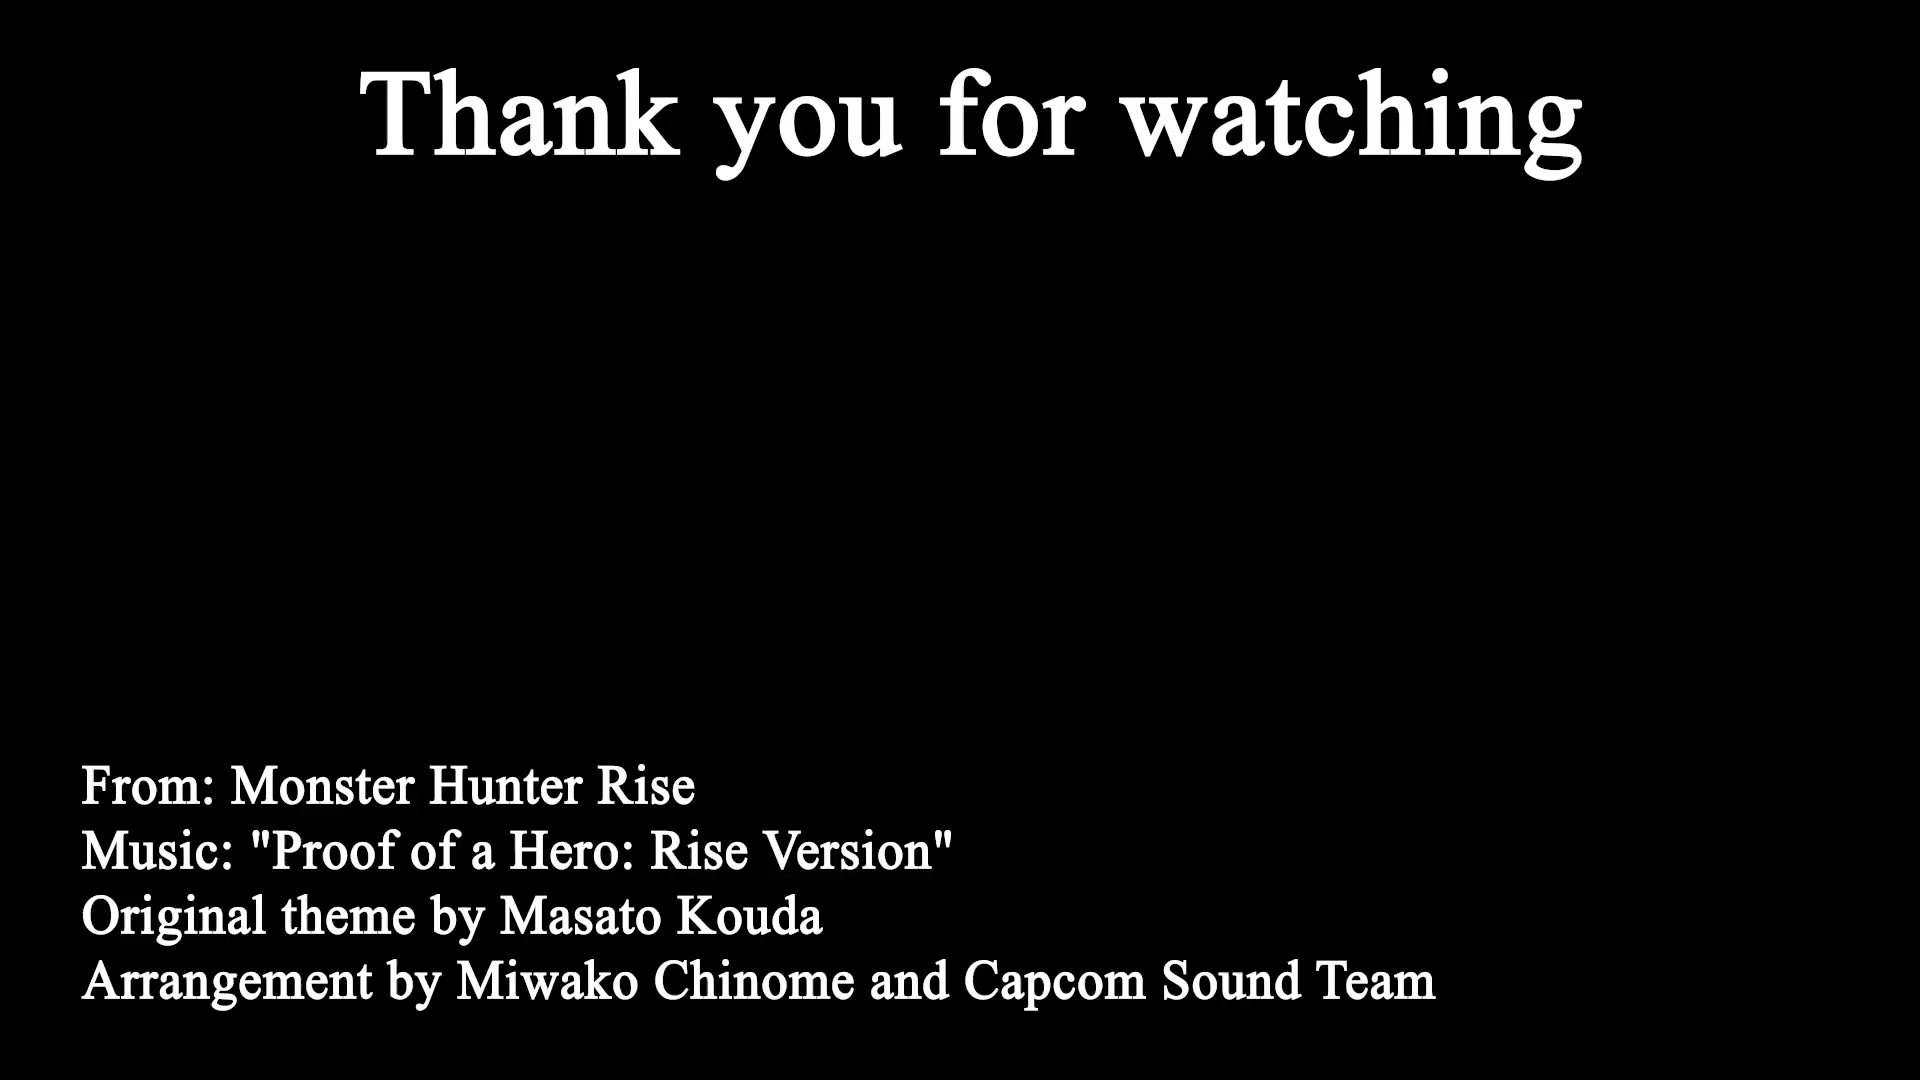 Thank you for watching
From: Monster Hunter Rise
Music: "Proof of a Hero: Rise Version"
Original theme by Masato Kouda
Arrangement by Miwako Chinome and Capcom Sound Team